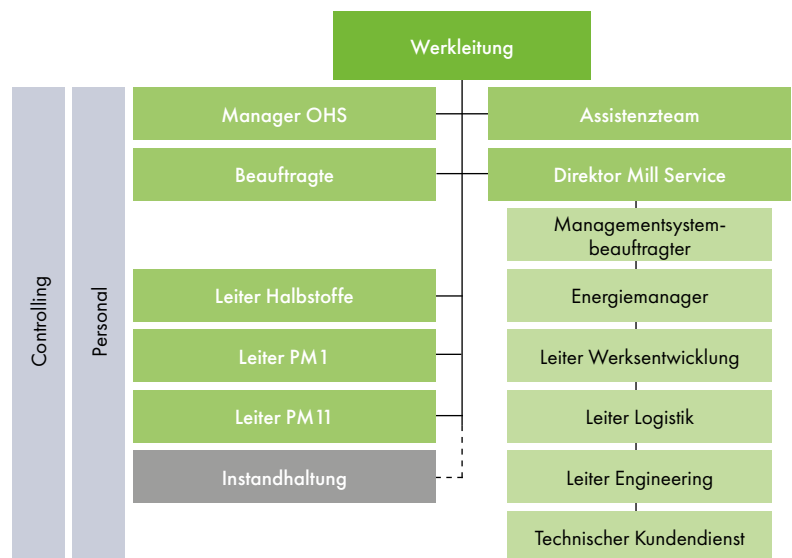 Werkleitung
Controlling
Personal
Manager OHS
Assistenzteam
Beauftragte
Direktor Mill Service
Managementsystem-
beauftragter
Leiter Halbstoffe
Energiemanager
Leiter PM1
Leiter Werksentwicklung
Leiter PM11
Leiter Logistik
Instandhaltung
Leiter Engineering
Technischer Kundendienst